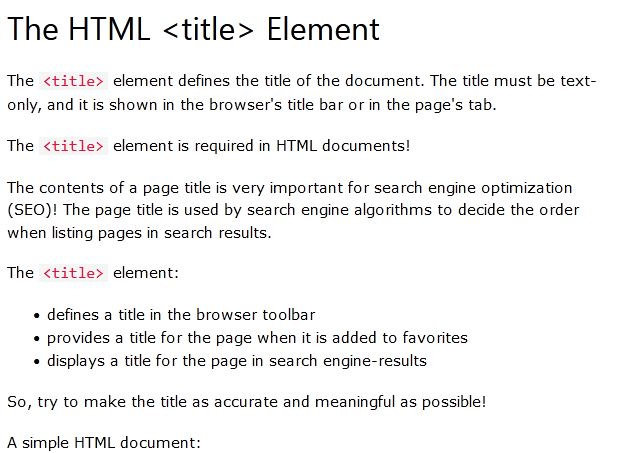 The HTML <title> Element
The <title> element defines the title of the document. The title must be text-
only, and it is shown in the browser's title bar or in the page's tab.
The <title> element is required in HTML documents!
The contents of a page title is very important for search engine optimization
(SEO)! The page title is used by search engine algorithms to decide the order
when listing pages in search results.
The <title> element:
• defines a title in the browser toolbar
• provides a title for the page when it is added to favorites
• displays a title for the page in search engine-results
So, try to make the title as accurate and meaningful as possible!
A simple HTML document: